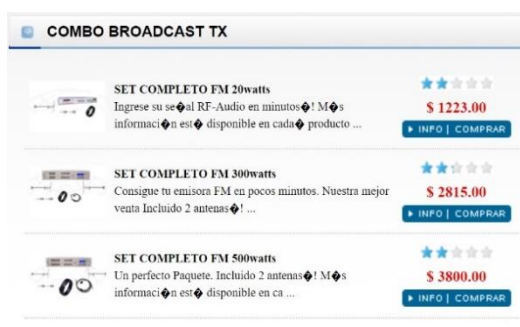 COMBO BROADCAST TX
SET COMPLETO FM 20watts
Ingrese su se�al RF-Audio en minutos�! M�s
informaci�n est� disponible en cada� producto ...
$ 1223.00
INFO | COMPRAR
SET COMPLETO FM 300watts
Consigue tu emisora FM en pocos minutos. Nuestra mejor
venta Incluido 2 antenas�! ...
$ 2815.00
INFO | COMPRAR
SET COMPLETO FM 500watts
Un perfecto Paquete. Incluido 2 antenas�! M�s
informaci�n est� disponible en ca ...
$ 3800.00
INFO | COMPRAR